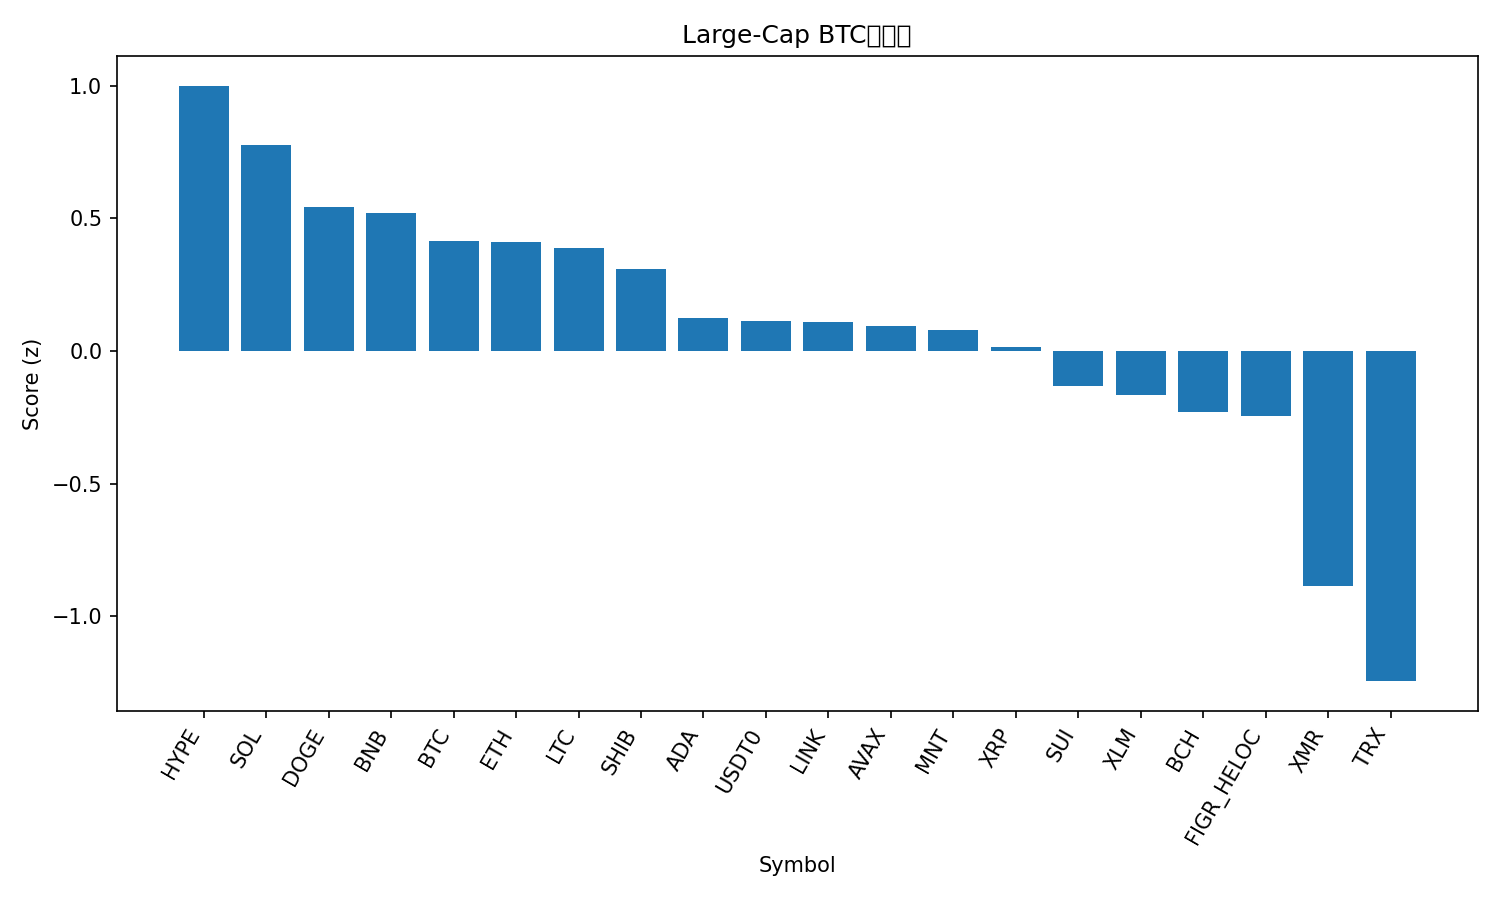 Large-Cap BTC
1.0
0.5
0.0
−0.5
−1.0
Score (z)
HYPE
SOL
DOGE
BNB
BTC
ETH
LTC
SHIB
ADA
USDT0
LINK
AVAX
MNT
XRP
SUI
XLM
BCH
FIGR_HELOC
XMR
TRX
Symbol